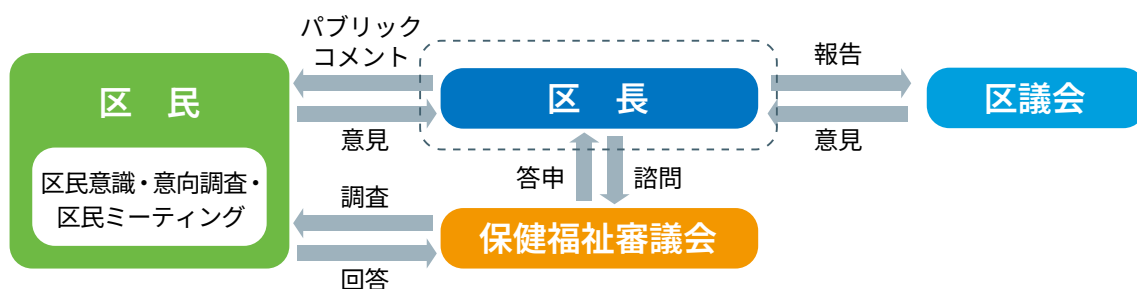 パブリック
コメント
報告
区　民
区　長
区議会
意見
意見
区民意識・意向調査・
区民ミーティング
答申
諮問
調査
保健福祉審議会
回答